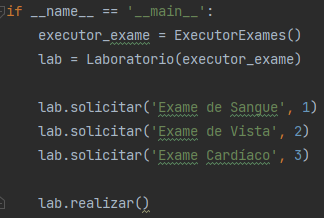 if __name__ == '__main__':
    executor_exame = ExecutorExames()
    lab = Laboratorio(executor_exame)

    lab.solicitar('Exame de Sangue', 1)
    lab.solicitar('Exame de Vista', 2)
    lab.solicitar('Exame Cardíaco', 3)

    lab.realizar()